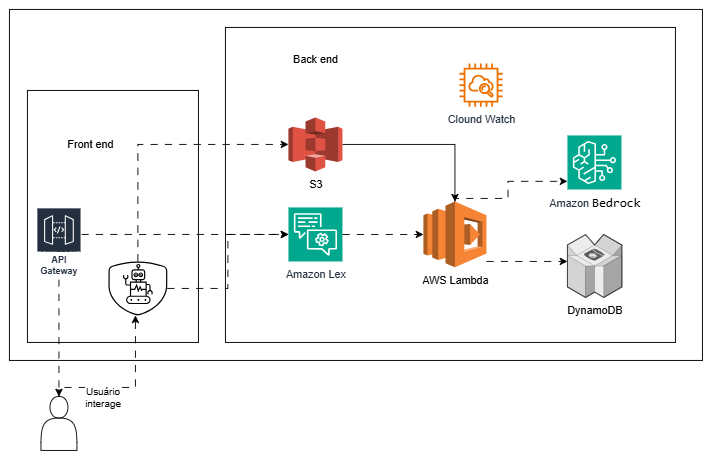 Back end
Clound Watch
Front end
S3
Amazon Bedrock
API
Gateway
Amazon Lex
AWS Lambda
DynamoDB
Usuário
interage